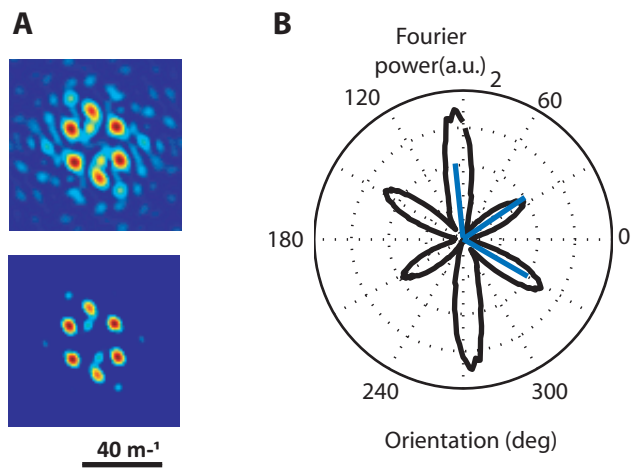 A
B
Fourier
power(a.u.)
2
120
60
180
0
240
300
40 m-¹
Orientation (deg)